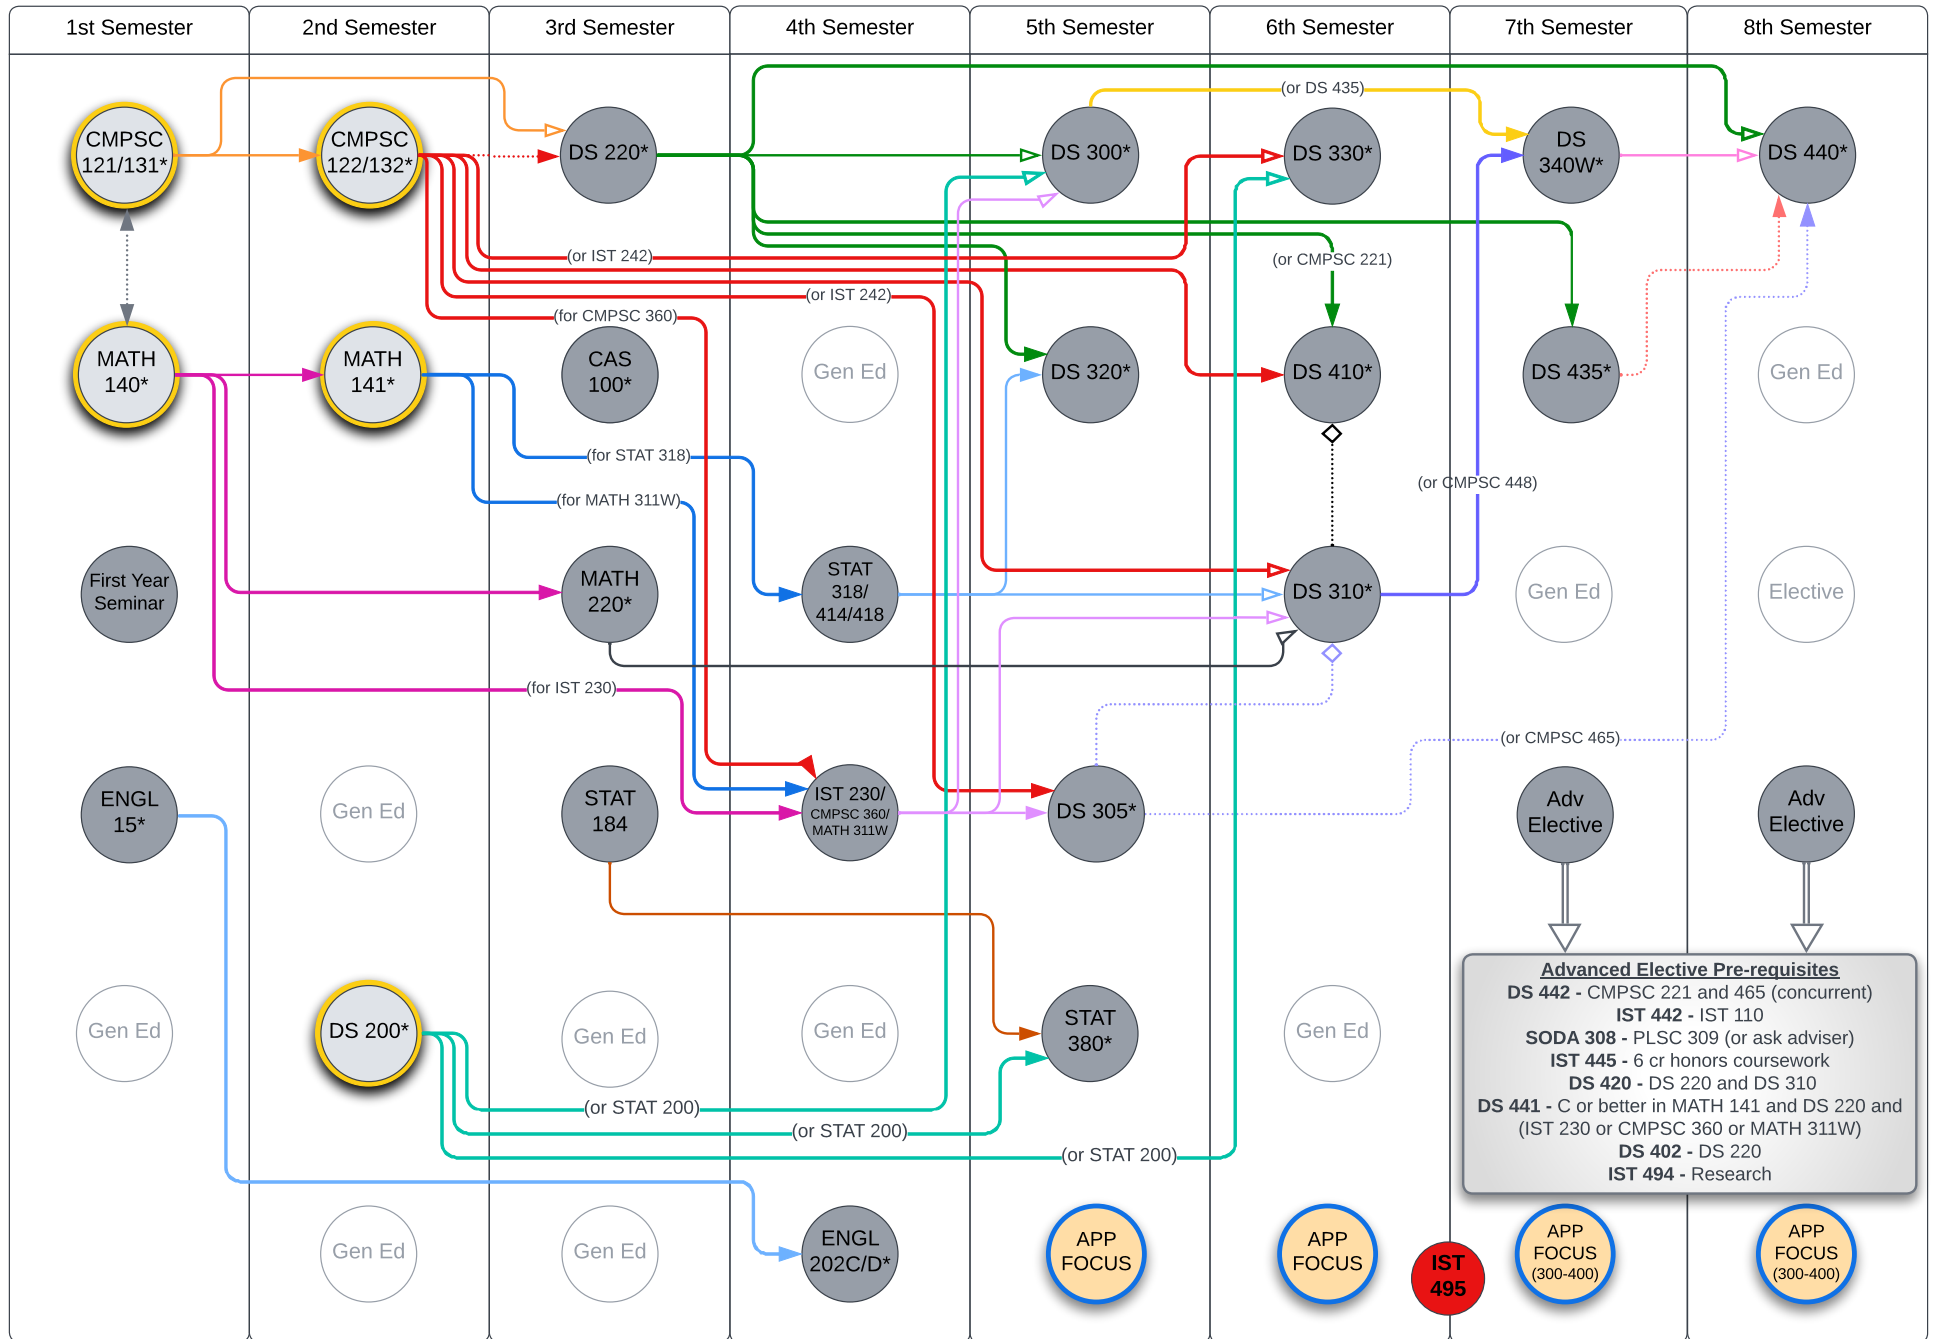 1st Semester
2nd Semester
3rd Semester
4th Semester
5th Semester
6th Semester
7th Semester
8th Semester
CMPSC
121/131*
CMPSC
122/132*
DS 220*
DS 300*
(or DS 435)
DS 330*
DS
340W*
DS 440*
(or IST 242)
(or CMPSC 221)
(or IST 242)
(for CMPSC 360)
MATH
140*
MATH
141*
CAS
100*
Gen Ed
DS 320*
DS 410*
DS 435*
Gen Ed
(for STAT 318)
(or CMPSC 448)
(for MATH 311W)
First Year
Seminar
MATH
220*
STAT
318/
414/418
DS 310*
Gen Ed
Elective
(for IST 230)
(or CMPSC 465)
ENGL
15*
Gen Ed
STAT
184
IST 230/
CMPSC 360/
MATH 311W
DS 305*
Adv
Elective
Adv
Elective
Gen Ed
DS 200*
Gen Ed
Gen Ed
STAT
380*
Gen Ed
Advanced Elective Pre-requisites
DS 442 - CMPSC 221 and 465 (concurrent)
IST 442 - IST 110
SODA 308 - PLSC 309 (or ask adviser)
IST 445 - 6 cr honors coursework
DS 420 - DS 220 and DS 310
DS 441 - C or better in MATH 141 and DS 220 and
(IST 230 or CMPSC 360 or MATH 311W)
DS 402 - DS 220
IST 494 - Research
(or STAT 200)
(or STAT 200)
(or STAT 200)
Gen Ed
Gen Ed
ENGL
202C/D*
APP
FOCUS
APP
FOCUS
IST
495
APP
FOCUS
(300-400)
APP
FOCUS
(300-400)